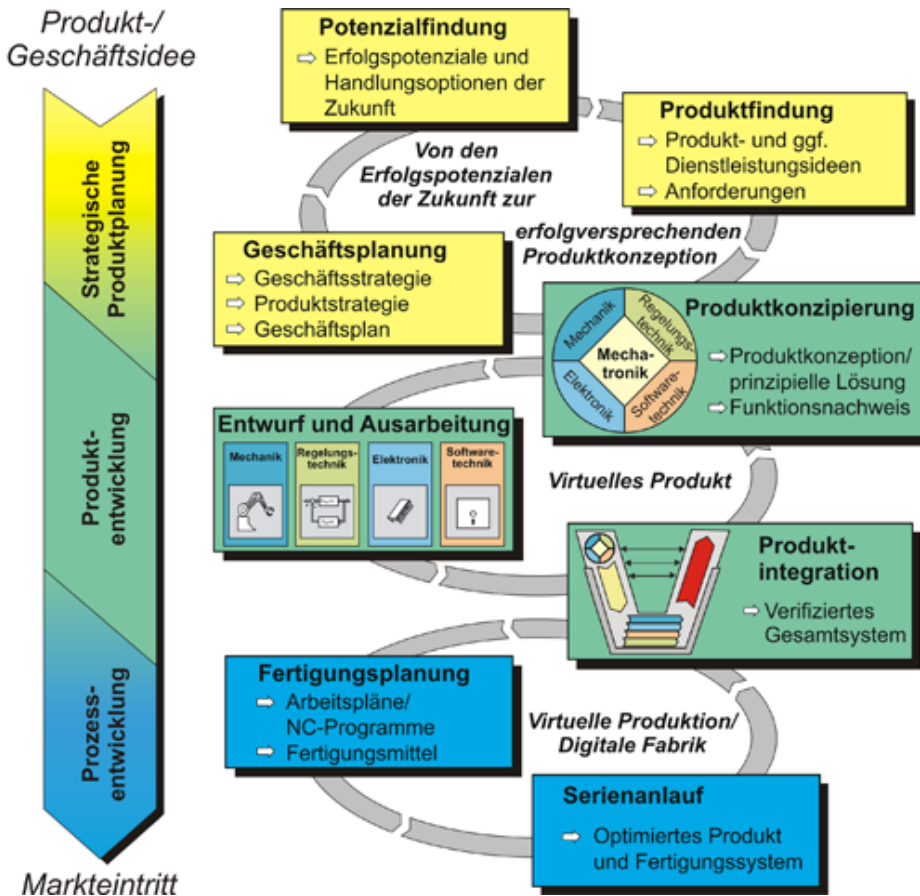 Produkt-/
Geschäftsidee
Strategische
Produktplanung
Produkt-
entwicklung
Prozess-
entwicklung
Markteintritt
Potenzialfindung
Erfolgspotenziale und
Handlungsoptionen der
Zukunft
Produktfindung
Produkt- und ggf.
Dienstleistungsideen
Anforderungen
Von den
Erfolgspotenzialen
der Zukunft zur
erfolgversprechenden
Produktkonzeption
Geschäftsplanung
Geschäftsstrategie
Produktstrategie
Geschäftsplan
Produktkonzipierung
Mechanik
Regelungs-
technik
Mecha-
tronik
Elektronik
Software-
technik
Produktkonzeption/
prinzipielle Lösung
Funktionsnachweis
Entwurf und Ausarbeitung
Mechanik
Regelungs-
technik
Elektronik
Software-
technik
Virtuelles Produkt
Produkt-
integration
Verifiziertes
Gesamtsystem
Fertigungsplanung
Arbeitspläne/
NC-Programme
Fertigungsmittel
Virtuelle Produktion/
Digitale Fabrik
Serienanlauf
Optimiertes Produkt
und Fertigungssystem